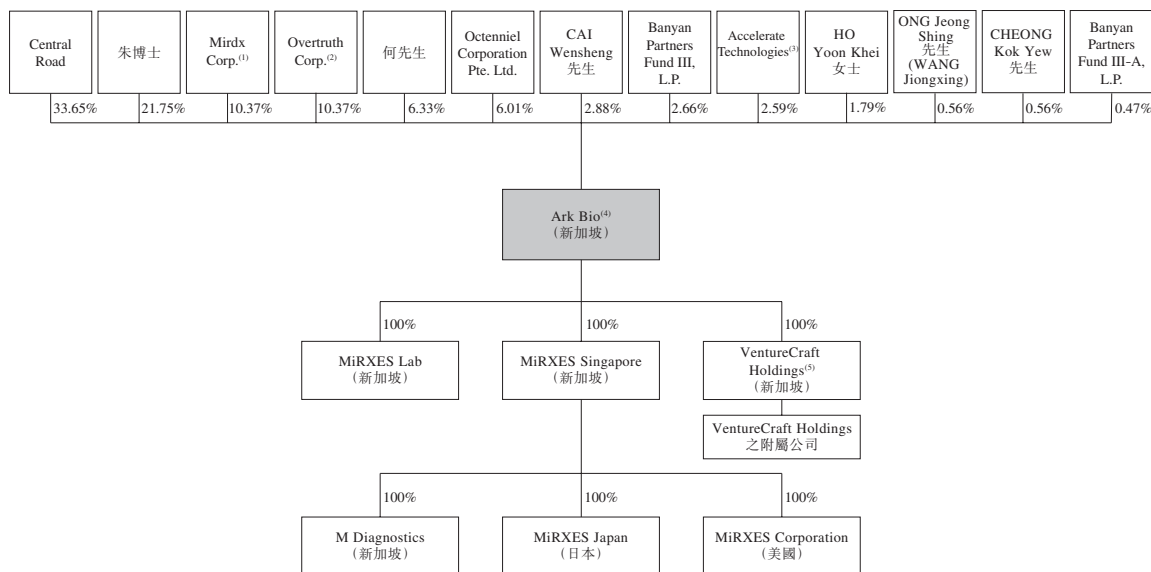 Central
Road
朱博士
Mirdx
Corp.(1)
Overtruth
Corp.(2)
何先生
Octenniel
Corporation
Pte. Ltd.
CAI
Wensheng
先生
Banyan
Partners
Fund III,
L.P.
Accelerate
Technologies(3)
HO
Yoon Khei
女士
ONG Jeong
Shing
先生
(WANG
Jiongxing)
CHEONG
Kok Yew
先生
Banyan
Partners
Fund III-A,
L.P.
33.65%
21.75%
10.37%
10.37%
6.33%
6.01%
2.88%
2.66%
2.59%
1.79%
0.56%
0.56%
0.47%
Ark Bio(4)
（新加坡）
100%
100%
100%
MiRXES Lab
（新加坡）
MiRXES Singapore
（新加坡）
VentureCraft
Holdings(5)
（新加坡）
VentureCraft Holdings
之附屬公司
100%
100%
100%
M Diagnostics
（新加坡）
MiRXES Japan
（日本）
MiRXES Corporation
（美國）